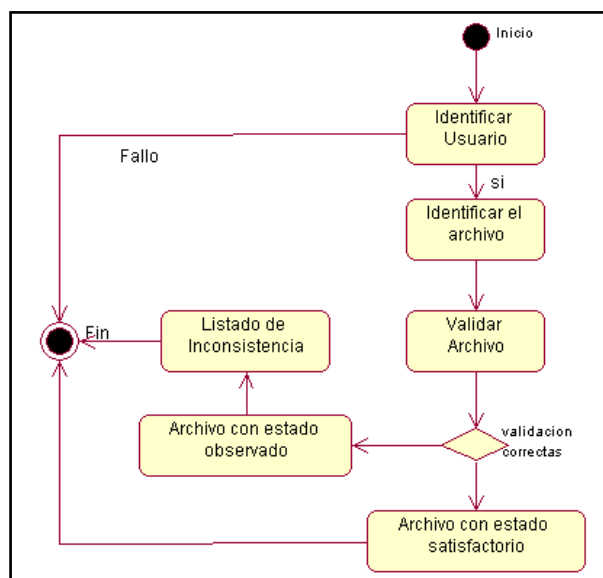 Inicio
Identificar
Usuario
Fallo
si
Identificar el
archivo
Fin
Listado de
Inconsistencia
Validar
Archivo
Archivo con estado
observado
validacion
correctas
Archivo con estado
satisfactorio